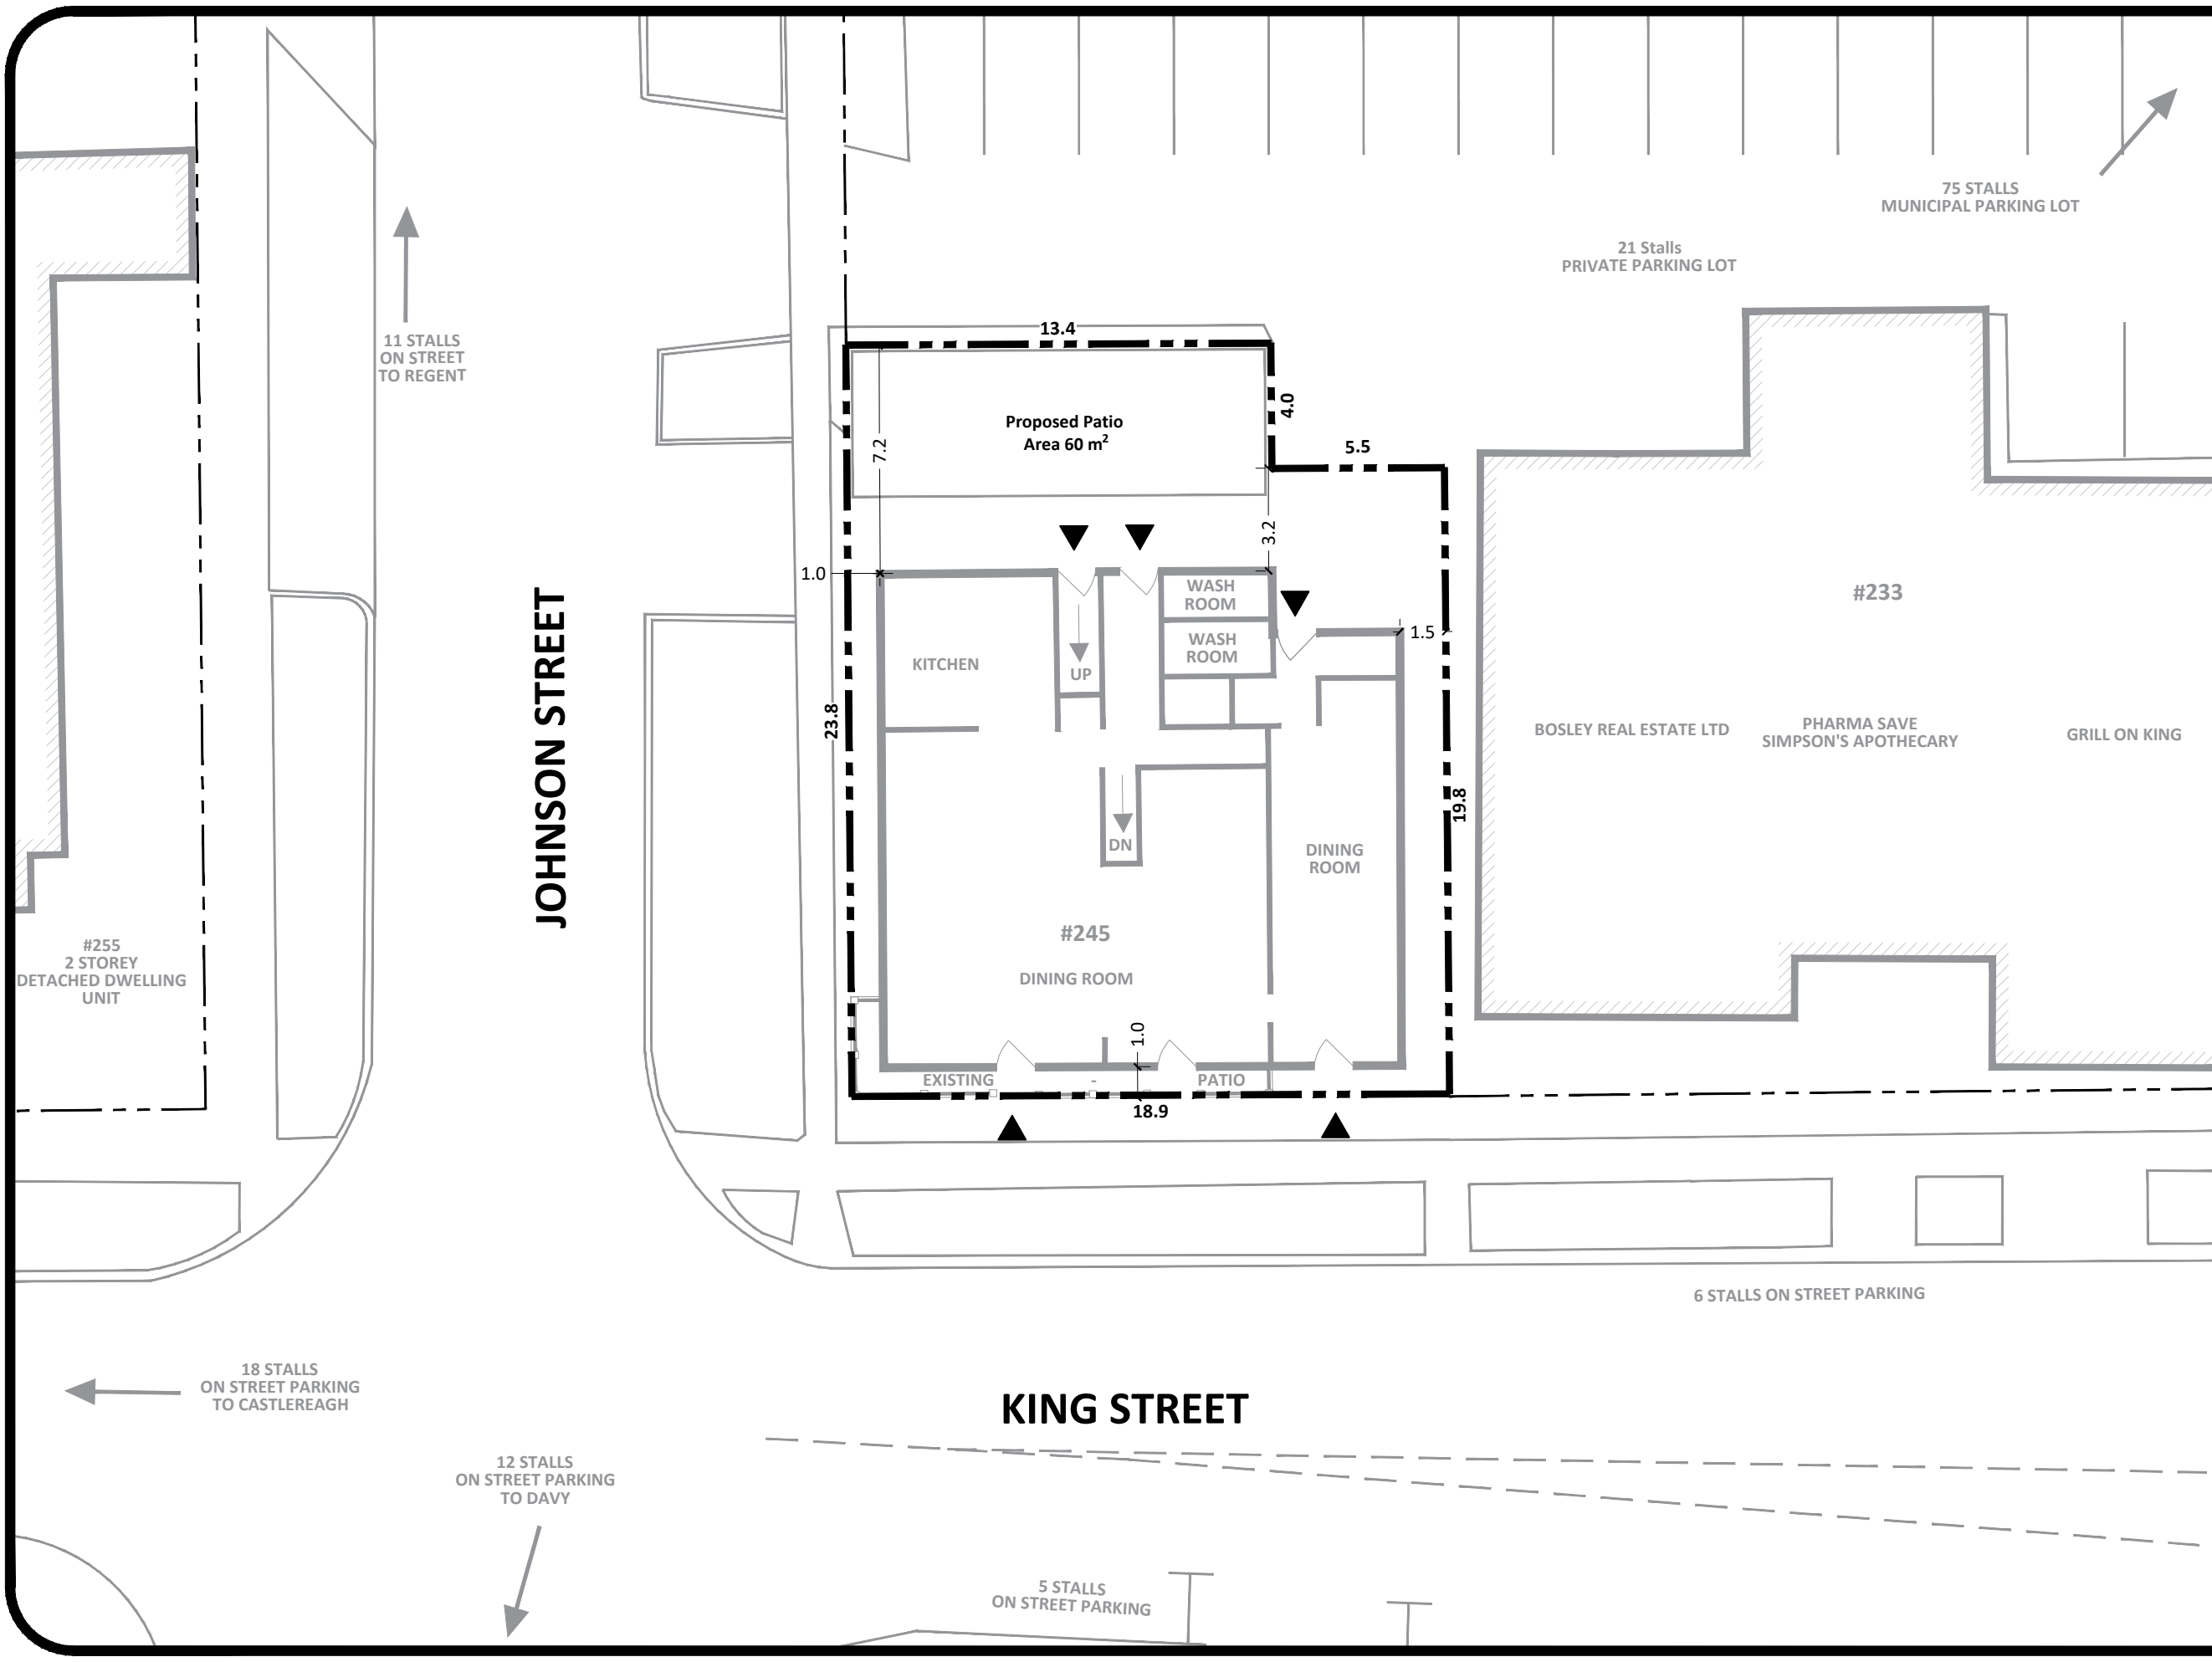 75 STALLS
MUNICIPAL PARKING LOT
21 Stalls
PRIVATE PARKING LOT
11 STALLS
ON STREET
TO REGENT
13.4
4.0
Proposed Patio
Area 60 m²
7.2
5.5
3.2
1.0
WASH
ROOM
#233
JOHNSON STREET
WASH
ROOM
1.5
KITCHEN
UP
23.8
BOSLEY REAL ESTATE LTD
PHARMA SAVE
SIMPSON'S APOTHECARY
GRILL ON KING
19.8
DN
DINING
ROOM
#245
DINING ROOM
#255
2 STOREY
DETACHED DWELLING
UNIT
1.0
EXISTING - PATIO
18.9
6 STALLS ON STREET PARKING
18 STALLS
ON STREET PARKING
TO CASTLEREAGH
KING STREET
12 STALLS
ON STREET PARKING
TO DAVY
5 STALLS
ON STREET PARKING